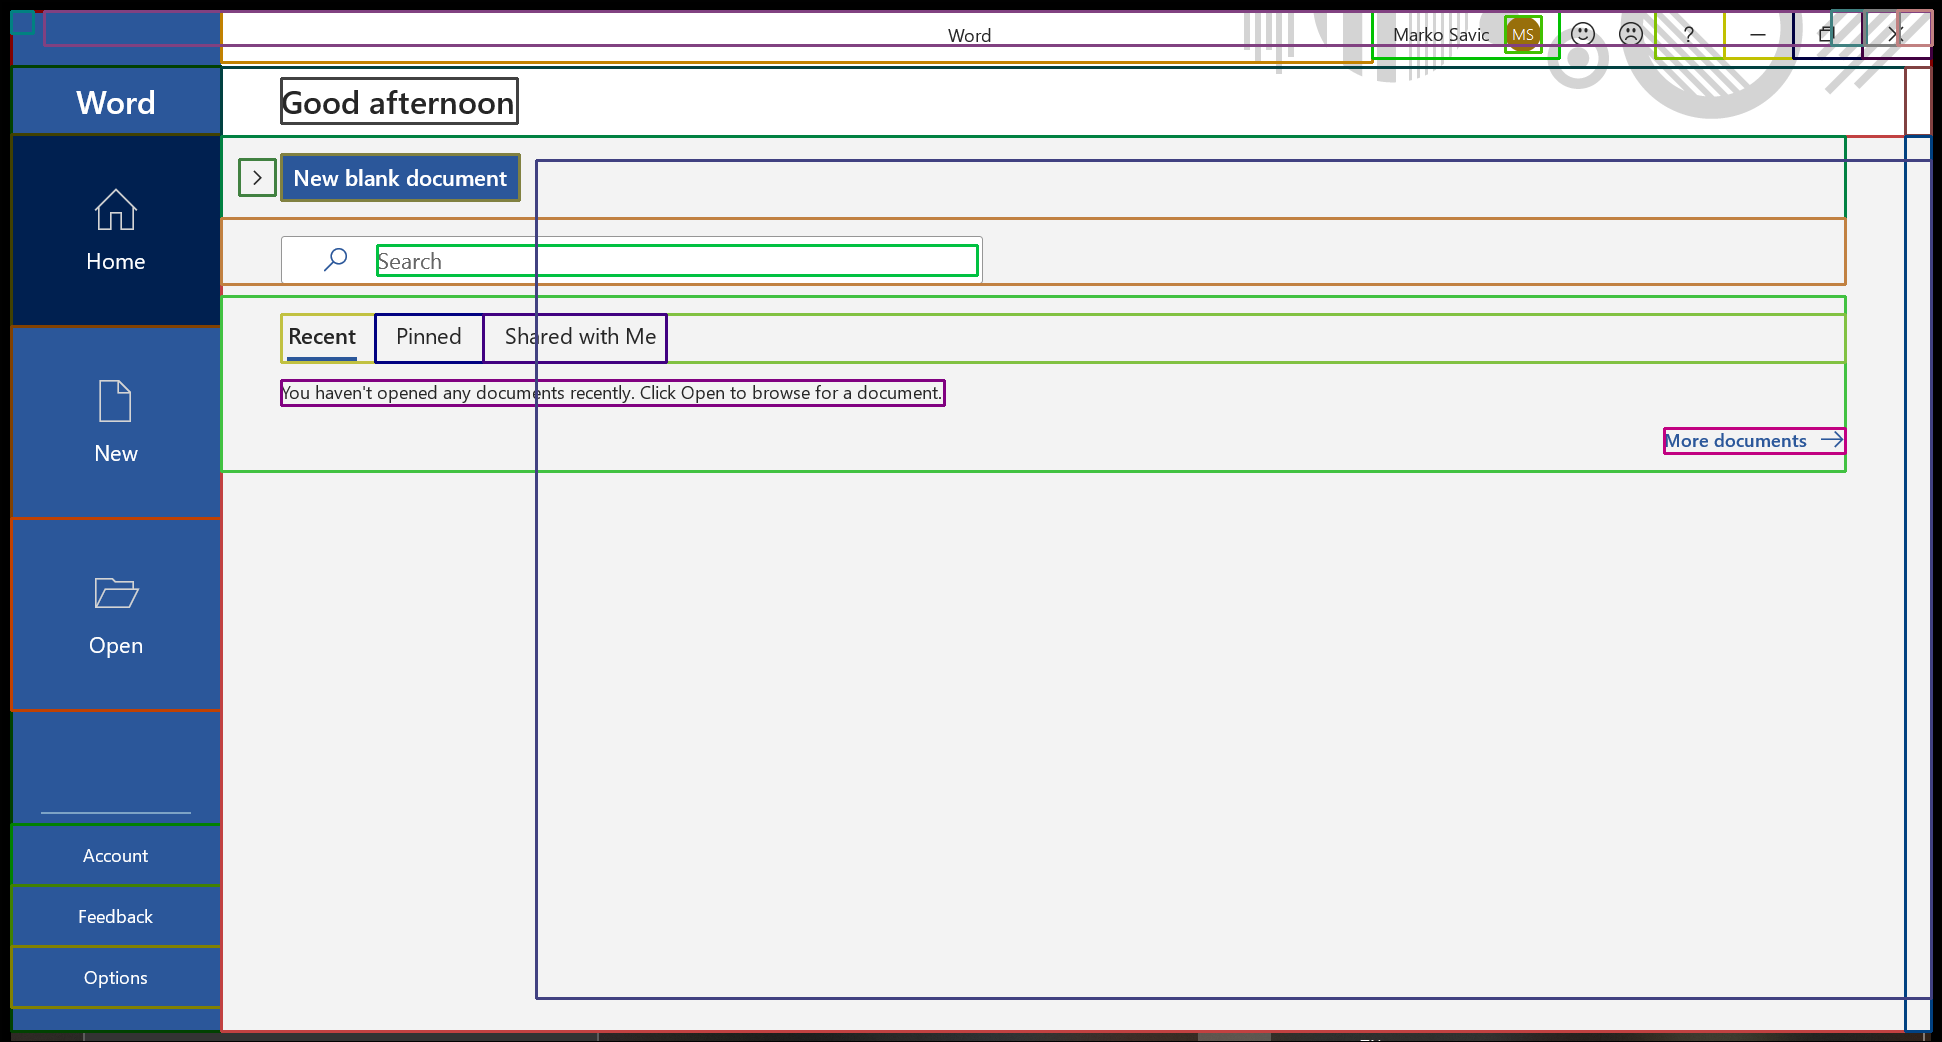 Word
Marko Savic
MS
?
Word
Good afternoon
New blank document
Home
Search
Recent
Pinned
Shared with Me
You haven't opened any documents recently. Click Open to browse for a document.
More documents
New
Open
Account
Feedback
Options